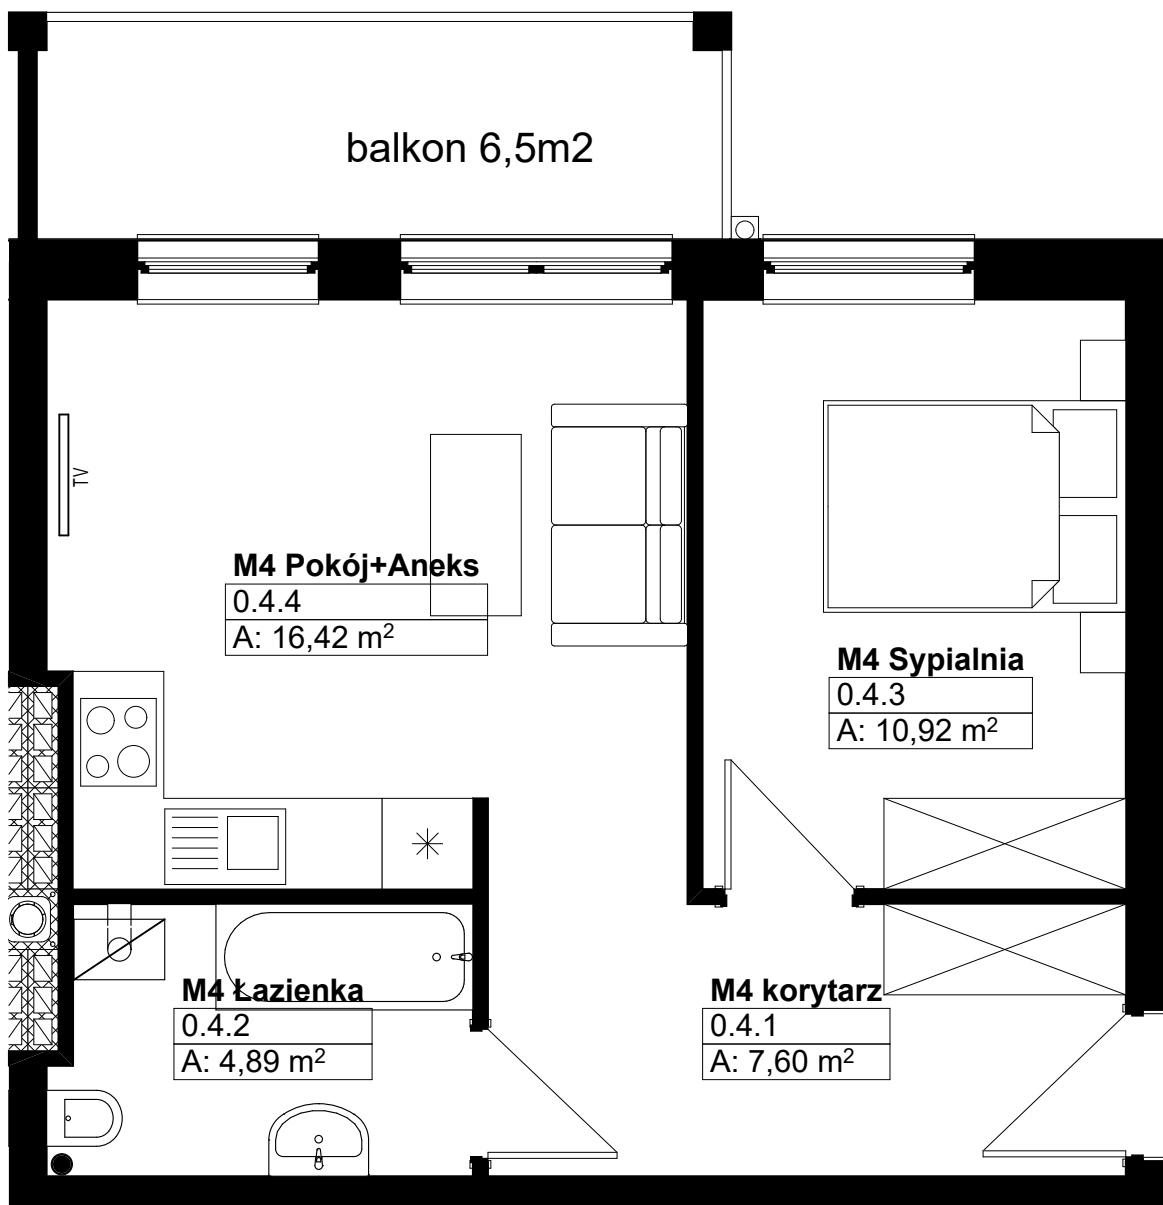 balkon 6,5m2
TV
M4 Pokój+Aneks
0.4.4
A: 16,42 m²
M4 Sypialnia
0.4.3
A: 10,92 m²
M4 Łazienka
0.4.2
A: 4,89 m²
M4 korytarz
0.4.1
A: 7,60 m²